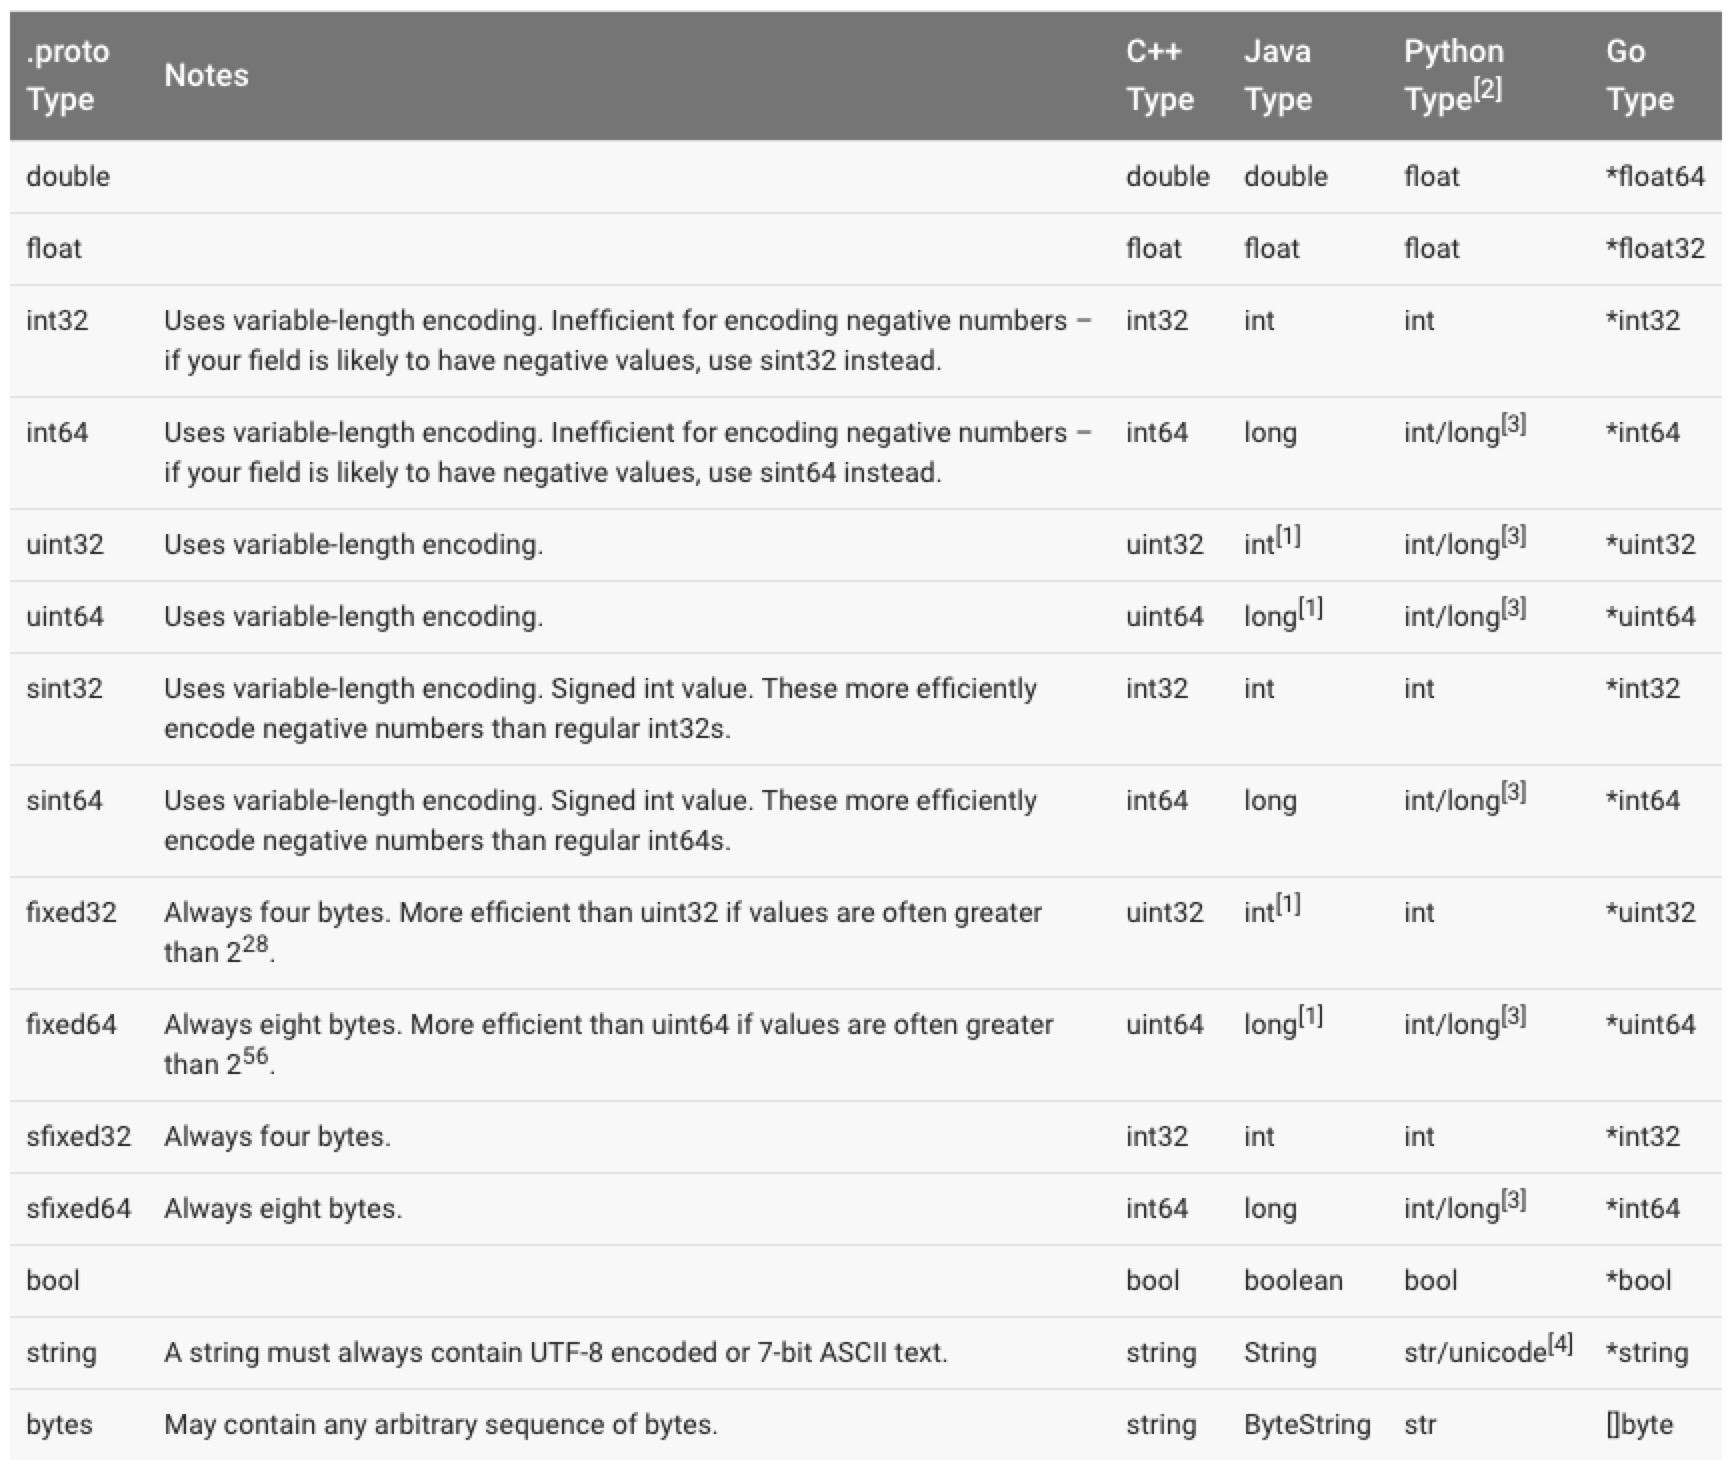 .proto Type Notes C++ Type Java Type Python Type[2] Go Type
double double double float *float64
float float float float *float32
int32 Uses variable-length encoding. Inefficient for encoding negative numbers – int32 int int *int32
if your field is likely to have negative values, use sint32 instead.
int64 Uses variable-length encoding. Inefficient for encoding negative numbers – int64 long int/long[3] *int64
if your field is likely to have negative values, use sint64 instead.
uint32 Uses variable-length encoding. uint32 int[1] int/long[3] *uint32
uint64 Uses variable-length encoding. uint64 long[1] int/long[3] *uint64
sint32 Uses variable-length encoding. Signed int value. These more efficiently int32 int int *int32
encode negative numbers than regular int32s.
sint64 Uses variable-length encoding. Signed int value. These more efficiently int64 long int/long[3] *int64
encode negative numbers than regular int64s.
fixed32 Always four bytes. More efficient than uint32 if values are often greater uint32 int[1] int *uint32
than 2^28.
fixed64 Always eight bytes. More efficient than uint64 if values are often greater uint64 long[1] int/long[3] *uint64
than 2^56.
sfixed32 Always four bytes. int32 int int *int32
sfixed64 Always eight bytes. int64 long int/long[3] *int64
bool bool boolean bool *bool
string A string must always contain UTF-8 encoded or 7-bit ASCII text. string String str/unicode[4] *string
bytes May contain any arbitrary sequence of bytes. string ByteString str []byte